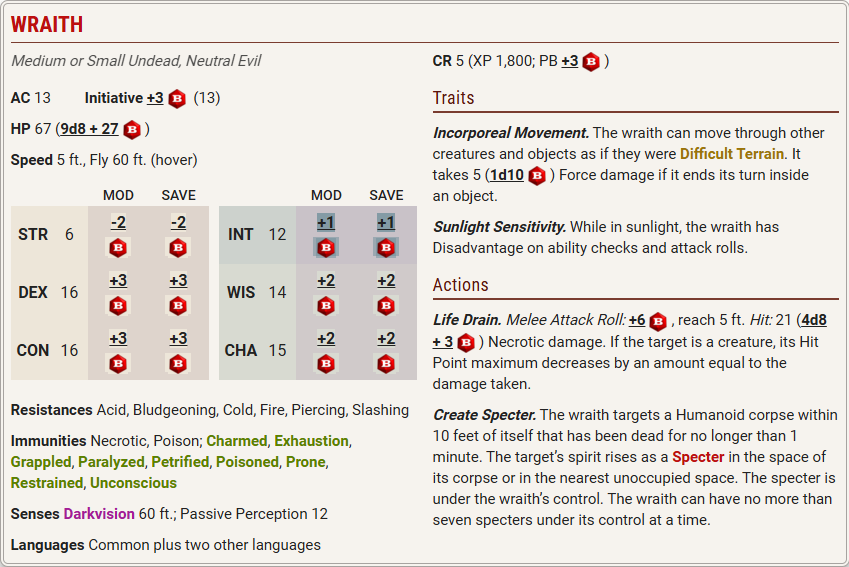 WRAITH
Medium or Small Undead, Neutral Evil
AC 13 Initiative +3 B (13)
HP 67 (9d8 + 27 B )
Speed 5 ft., Fly 60 ft. (hover)
MOD SAVE MOD SAVE
STR 6 -2 -2 INT 12 +1 +1
B B B B
DEX 16 +3 +3 WIS 14 +2 +2
B B B B
CON 16 +3 +3 CHA 15 +2 +2
B B B B
Resistances Acid, Bludgeoning, Cold, Fire, Piercing, Slashing
Immunities Necrotic, Poison; Charmed, Exhaustion,
Grappled, Paralyzed, Petrified, Poisoned, Prone,
Restrained, Unconscious
Senses Darkvision 60 ft.; Passive Perception 12
Languages Common plus two other languages
CR 5 (XP 1,800; PB +3 B )
Traits
Incorporeal Movement. The wraith can move through other
creatures and objects as if they were Difficult Terrain. It
takes 5 (1d10 B ) Force damage if it ends its turn inside
an object.
Sunlight Sensitivity. While in sunlight, the wraith has
Disadvantage on ability checks and attack rolls.
Actions
Life Drain. Melee Attack Roll: +6 B , reach 5 ft. Hit: 21 (4d8
+ 3 B ) Necrotic damage. If the target is a creature, its Hit
Point maximum decreases by an amount equal to the
damage taken.
Create Specter. The wraith targets a Humanoid corpse within
10 feet of itself that has been dead for no longer than 1
minute. The target’s spirit rises as a Specter in the space of
its corpse or in the nearest unoccupied space. The specter is
under the wraith’s control. The wraith can have no more than
seven specters under its control at a time.